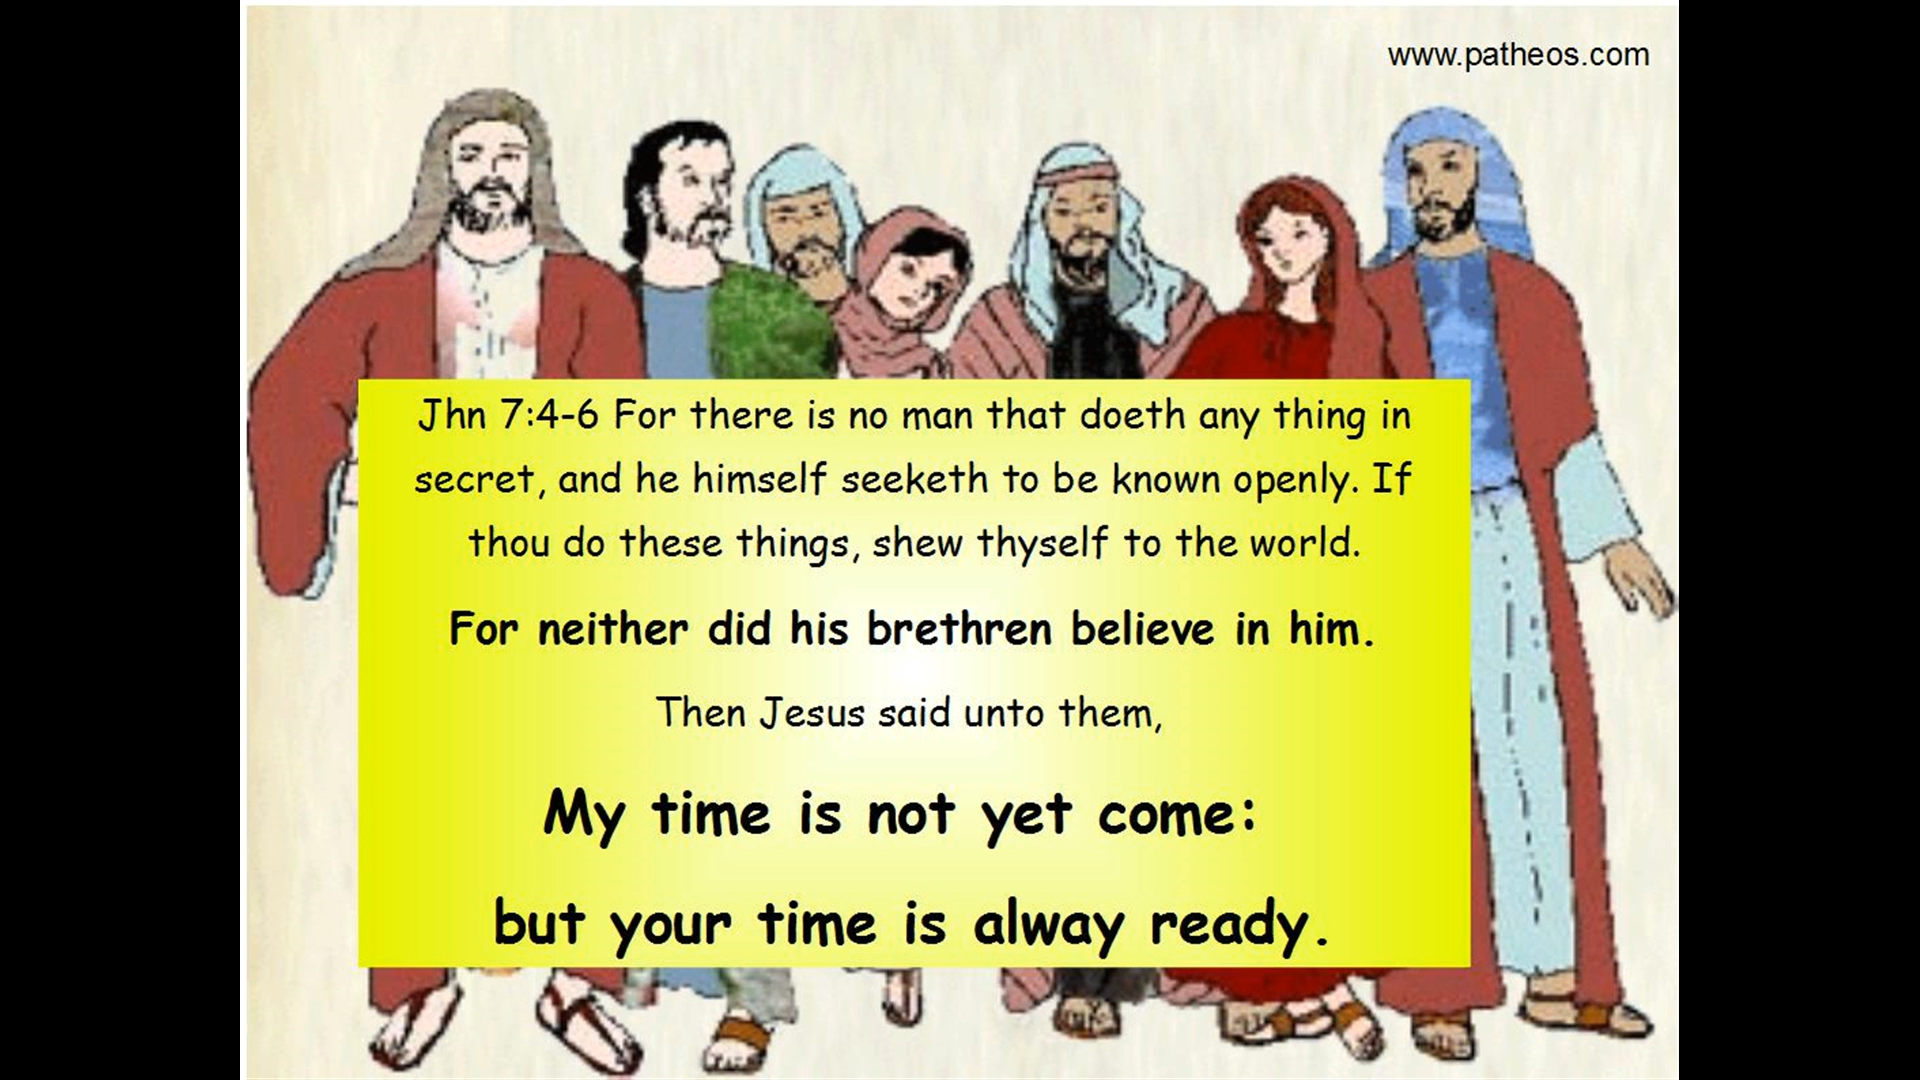 www.patheos.com
Jhn 7:4-6 For there is no man that doeth any thing in
secret, and he himself seeketh to be known openly. If
thou do these things, shew thyself to the world.
For neither did his brethren believe in him.
Then Jesus said unto them,
My time is not yet come:
but your time is alway ready.